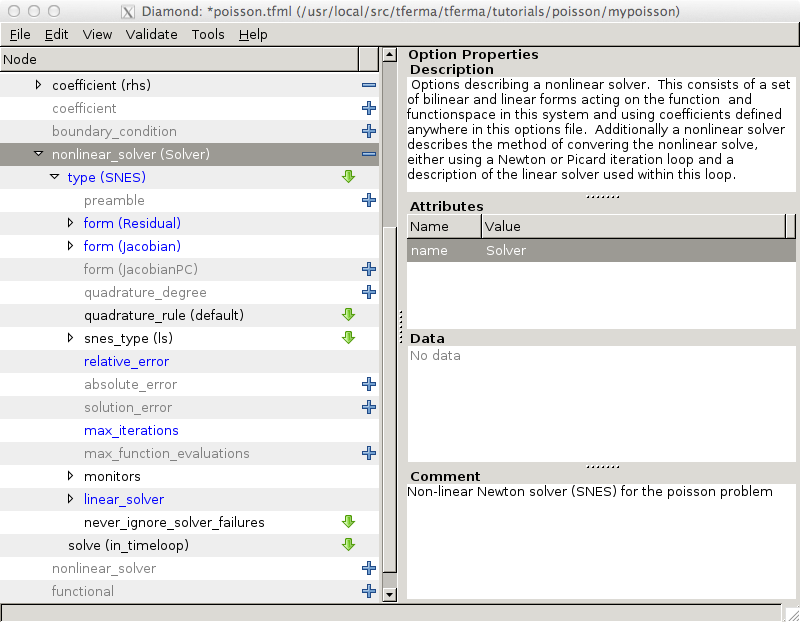 Diamond: *poisson.tfml (/usr/local/src/tferma/tferma/tutorials/poisson/mypoisson)
File Edit View Validate Tools Help
Node
coefficient (rhs)
coefficient
boundary_condition
nonlinear_solver (Solver)
type (SNES)
preamble
form (Residual)
form (Jacobian)
form (JacobianPC)
quadrature_degree
quadrature_rule (default)
snes_type (ls)
relative_error
absolute_error
solution_error
max_iterations
max_function_evaluations
monitors
linear_solver
never_ignore_solver_failures
solve (in_timeloop)
nonlinear_solver
functional
Option Properties
Description
Options describing a nonlinear solver.  This consists of a set
of bilinear and linear forms acting on the function  and
functionspace in this system and using coefficients defined
anywhere in this options file.  Additionally a nonlinear solver
describes the method of convering the nonlinear solve,
either using a Newton or Picard iteration loop and a
description of the linear solver used within this loop.
Attributes
Name Value
name Solver
Data
No data
Comment
Non-linear Newton solver (SNES) for the poisson problem